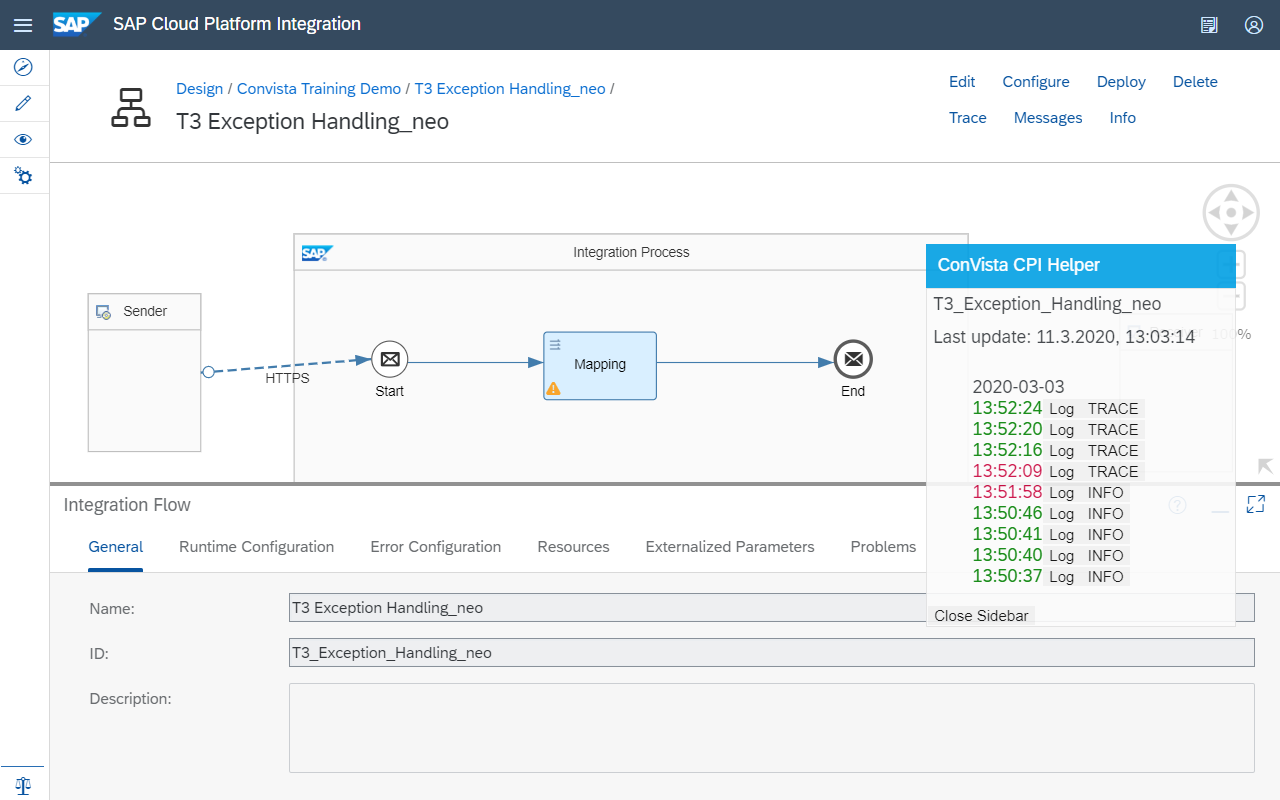 SAP SAP Cloud Platform Integration
Design / Convista Training Demo / T3 Exception Handling_neo /
T3 Exception Handling_neo
Edit Configure Deploy Delete
Trace Messages Info
SAP Integration Process
Sender
HTTPS
Start
Mapping
End
100%
ConVista CPI Helper
T3_Exception_Handling_neo
Last update: 11.3.2020, 13:03:14
2020-03-03
13:52:24 Log TRACE
13:52:20 Log TRACE
13:52:16 Log TRACE
13:52:09 Log TRACE
13:51:58 Log INFO
13:50:46 Log INFO
13:50:41 Log INFO
13:50:40 Log INFO
13:50:37 Log INFO
Close Sidebar
Integration Flow
General Runtime Configuration Error Configuration Resources Externalized Parameters Problems
Name: T3 Exception Handling_neo
ID: T3_Exception_Handling_neo
Description: